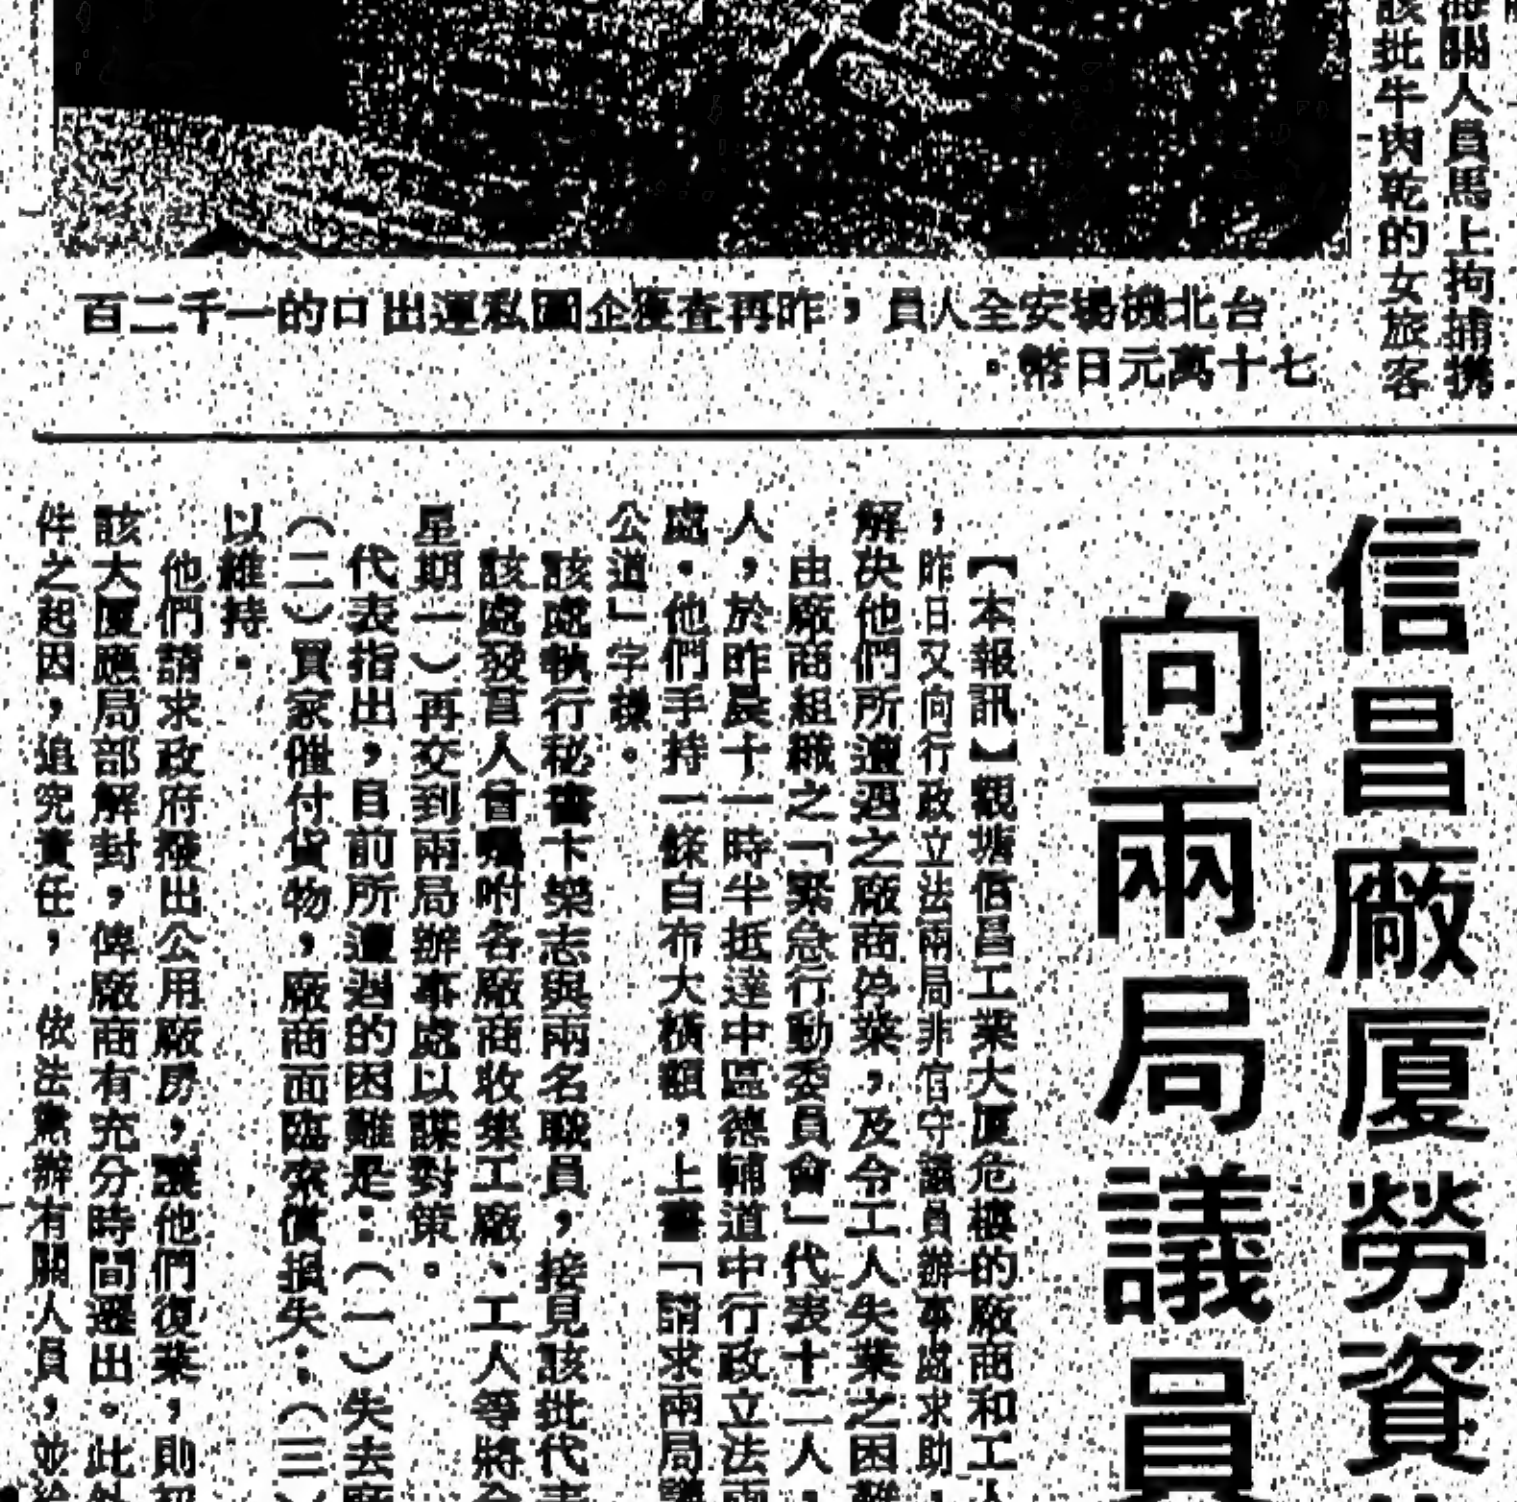 海關人員馬上拘捕携
該批牛肉乾的女旅客
台北機場安全人員，昨再查獲企圖私運出口的一千二百
七十萬元日幣。
信昌廠厦勞資
向兩局議員
【本報訊】觀塘信昌工業大厦危樓的廠商和工人
，昨日又向行政立法兩局非官守議員辦事處求助，
解决他們所遭遇之廠商停業，及令工人失業之困難
由廠商組織之「緊急行動委員會」代表十二人，
人，於昨晨十一時半抵達中區德輔道中行政立法兩
處。他們手持一條白布大橫額，上書「請求兩局議
公道」字樣。
該處執行秘書卡樂志與兩名職員，接見該批代表
該處發言人曾囑咐各廠商收集工廠、工人等將
星期一）再交到兩局辦事處以謀對策。
代表指出，目前所遭遇的困難是：（一）失去廠
（二）買家催付貨物，廠商面臨索償損失：（三）
以維持。
他們請求政府撥出公用廠房，讓他們復業，則
該大厦應局部解封，俾廠商有充分時間遷出。此外
件之起因，追究責任，依法㷀辦有關人員，並